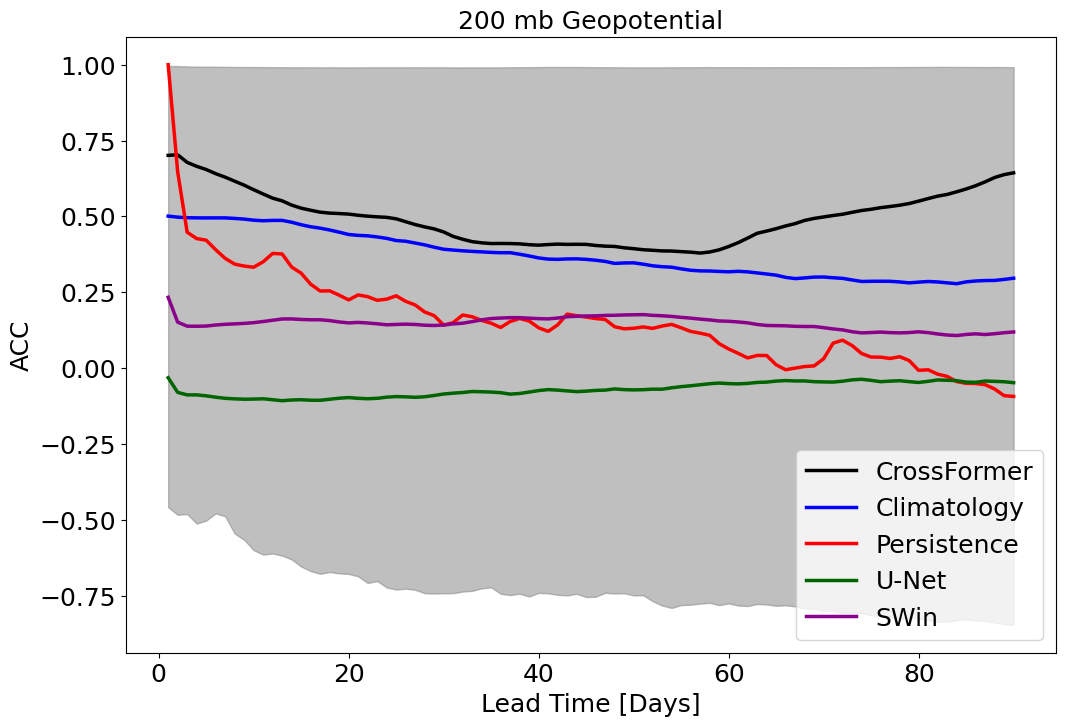 200 mb Geopotential
ACC
1.00
0.75
0.50
0.25
0.00
−0.25
−0.50
−0.75
0 20 40 60 80
Lead Time [Days]
CrossFormer
Climatology
Persistence
U-Net
SWin